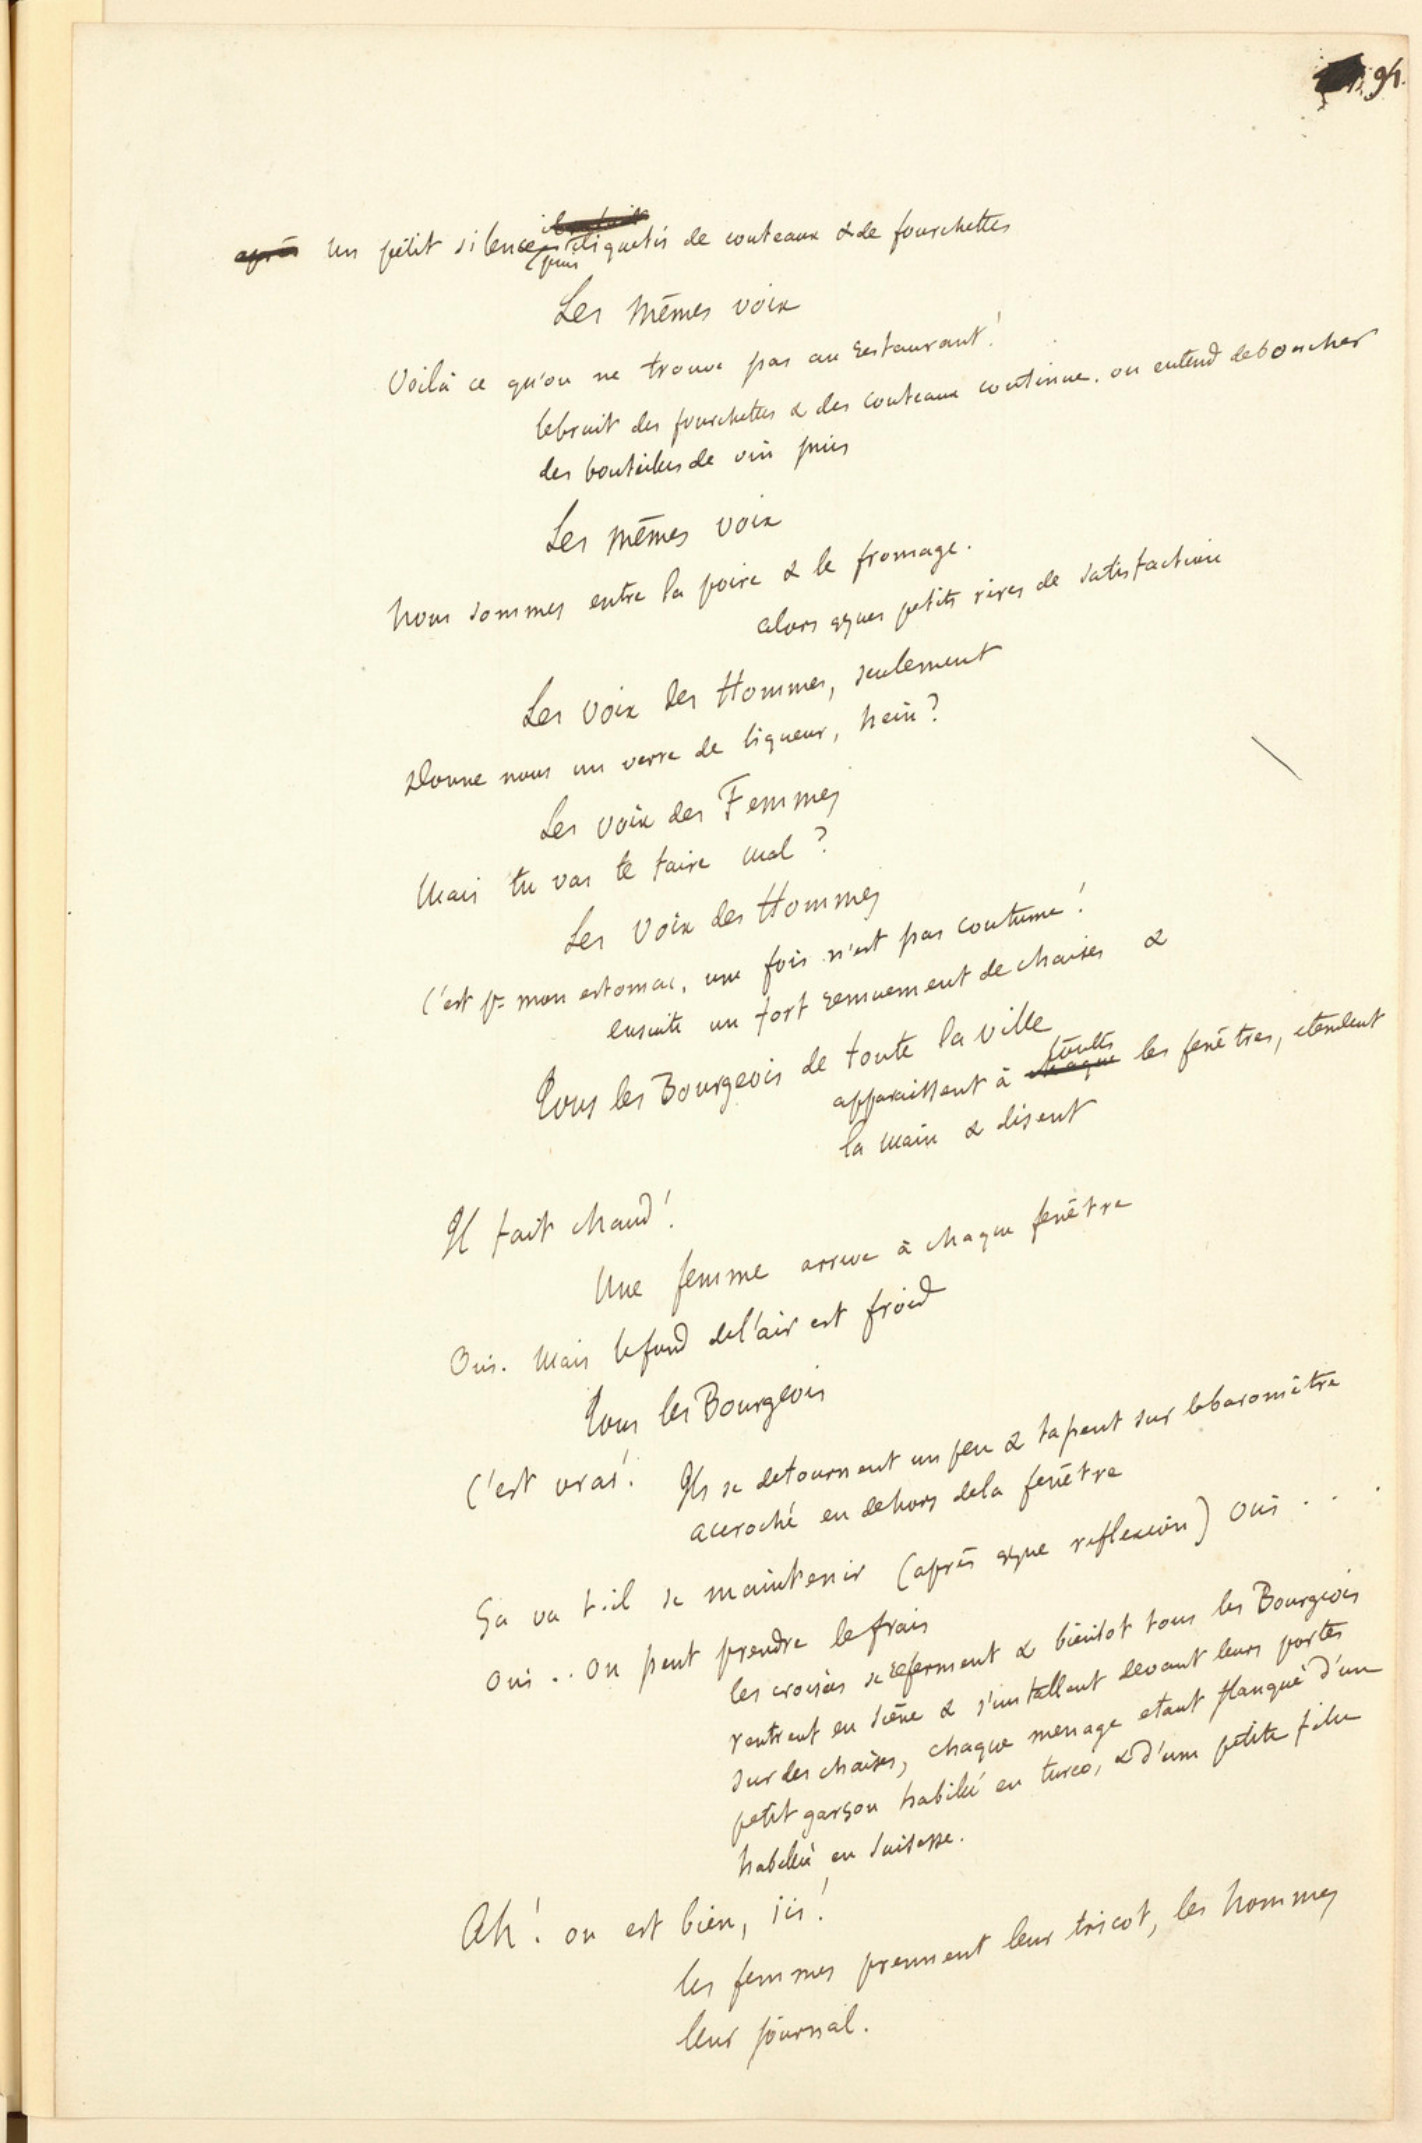 94.
après un petit silence puis cliquetis de couteaux & de fourchettes
Les mêmes voix
Voilà ce qu'on ne trouve pas au restaurant!
le bruit des fourchettes & des couteaux continue. on entend deboucher
des bouteilles de vin puis
Les mêmes voix
Nous sommes entre la poire & le fromage.
alors qques petits rires de satisfaction
Les voix des Hommes, seulement
Donne nous un verre de liqueur, hein?
Les voix des Femmes
Mais tu vas te faire mal?
Les Voix des Hommes
C'est pr mon estomac, une fois n'est pas coutume!
ensuite un fort remuement de chaises &
Tous les Bourgeois de toute la ville
apparaissent à chaque toutes les fenêtres, etendent
la main & disent
Il fait chaud!
Une femme arrive à chaque fenêtre
Oui. Mais le fond de l'air est froid
Tous les Bourgeois
C'est vrai! Ils se detournent un peu & tapent sur le baromètre
accroché en dehors de la fenêtre
Ça va t-il se maintenir (après qque reflexion) oui . . .
oui .. on peut prendre le frais
les croisées se referment & bientot tous les Bourgeois
rentrent en scène & s'installent devant leurs portes
sur des chaises, chaque menage etant flanqué d'un
petit garçon habillé en turco, & d'une petite fille
habillée en suissesse.
Ah! on est bien, ici!
les femmes prennent leur tricot, les hommes
leur journal.